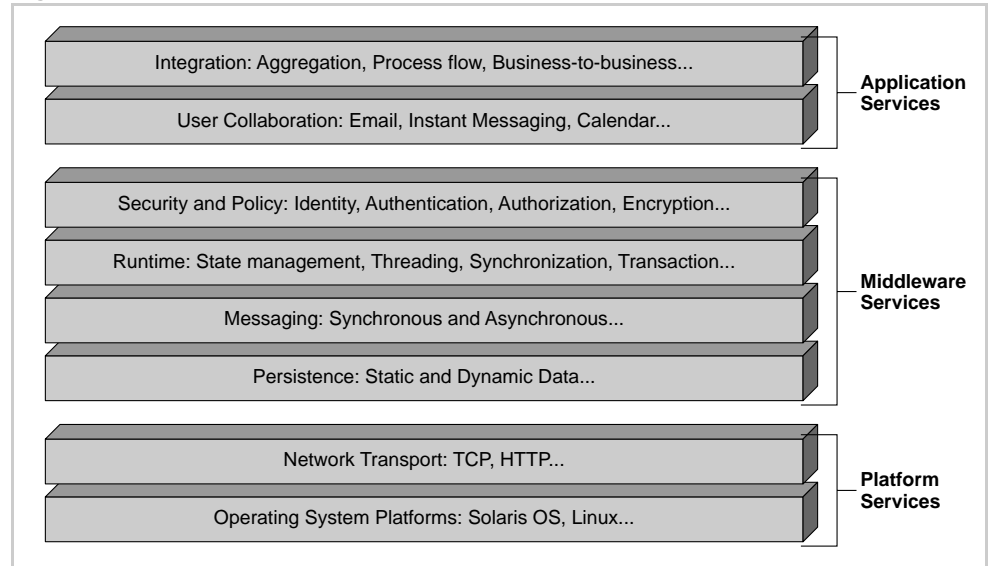 Integration: Aggregation, Process flow, Business-to-business...
User Collaboration: Email, Instant Messaging, Calendar...
Application
Services
Security and Policy: Identity, Authentication, Authorization, Encryption...
Runtime: State management, Threading, Synchronization, Transaction...
Messaging: Synchronous and Asynchronous...
Persistence: Static and Dynamic Data...
Middleware
Services
Network Transport: TCP, HTTP...
Operating System Platforms: Solaris OS, Linux...
Platform
Services